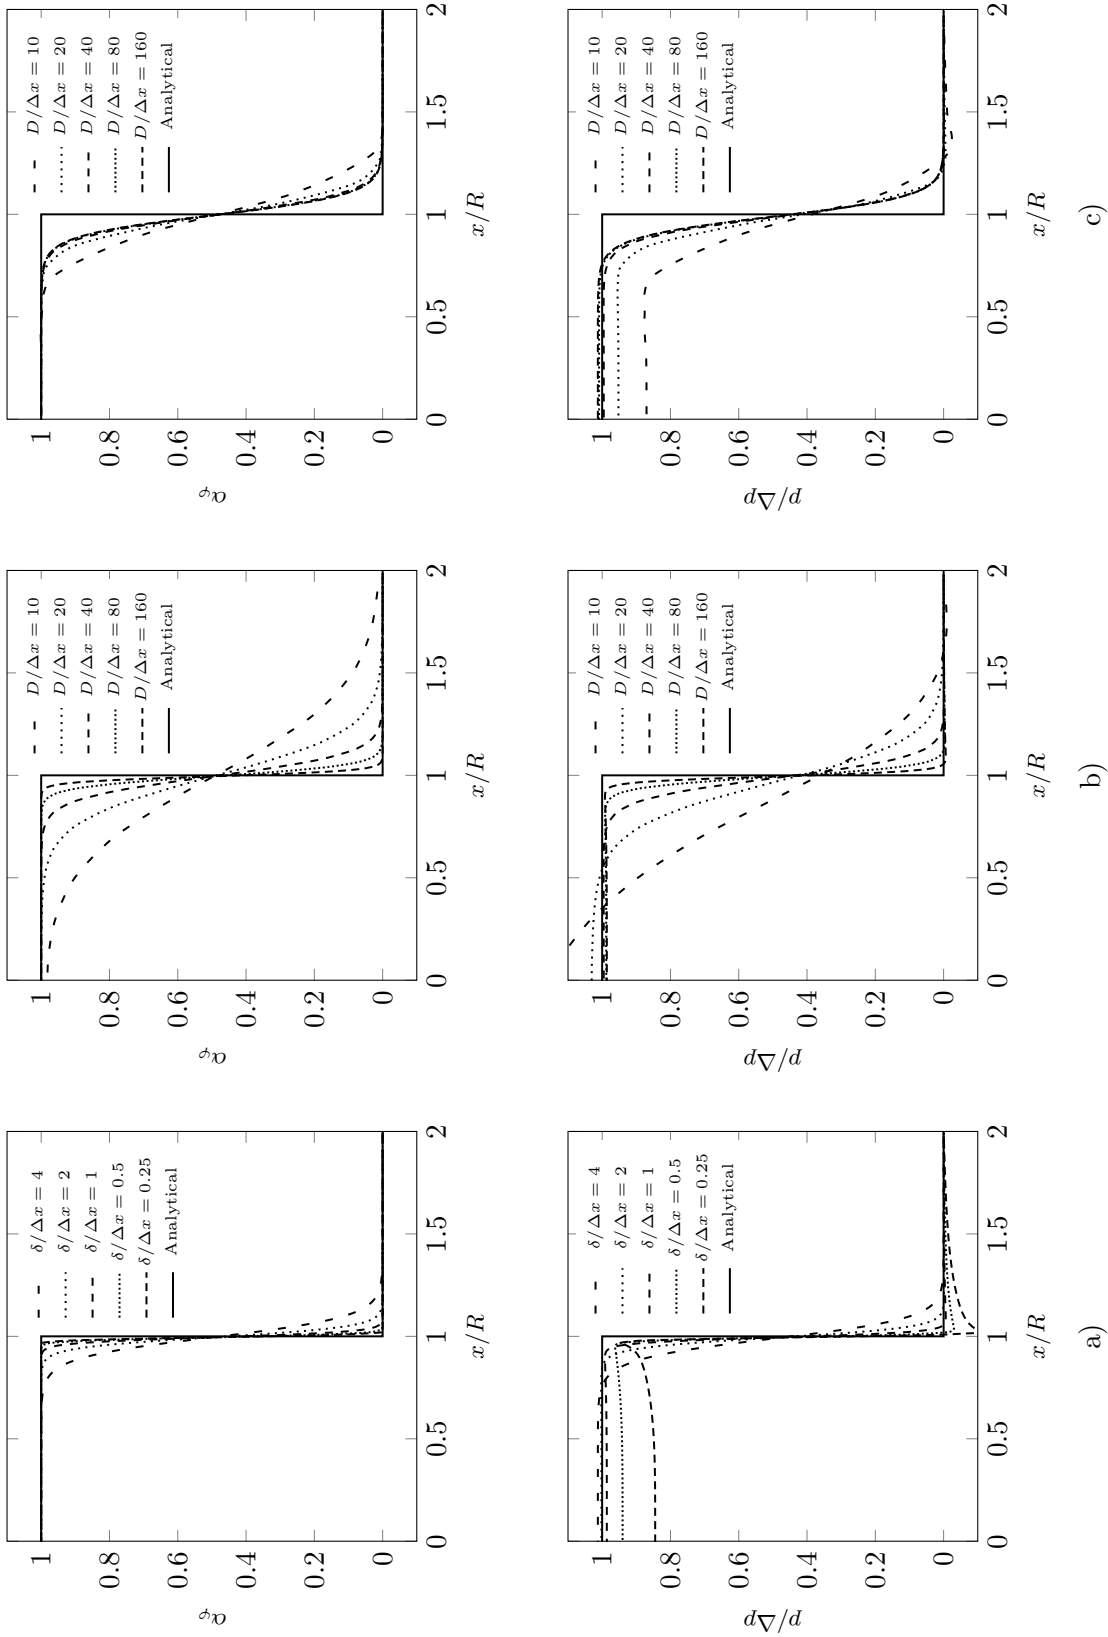 δ/Δx = 4
δ/Δx = 2
δ/Δx = 1
δ/Δx = 0.5
δ/Δx = 0.25
Analytical
1
0.8
0.6
0.4
0.2
0
αφ
0 0.5 1 1.5 2
x/R
D/Δx = 10
D/Δx = 20
D/Δx = 40
D/Δx = 80
D/Δx = 160
Analytical
1
0.8
0.6
0.4
0.2
0
αφ
0 0.5 1 1.5 2
x/R
D/Δx = 10
D/Δx = 20
D/Δx = 40
D/Δx = 80
D/Δx = 160
Analytical
1
0.8
0.6
0.4
0.2
0
αφ
0 0.5 1 1.5 2
x/R
δ/Δx = 4
δ/Δx = 2
δ/Δx = 1
δ/Δx = 0.5
δ/Δx = 0.25
Analytical
1
0.8
0.6
0.4
0.2
0
p/Δp
0 0.5 1 1.5 2
x/R
a)
D/Δx = 10
D/Δx = 20
D/Δx = 40
D/Δx = 80
D/Δx = 160
Analytical
1
0.8
0.6
0.4
0.2
0
p/Δp
0 0.5 1 1.5 2
x/R
b)
D/Δx = 10
D/Δx = 20
D/Δx = 40
D/Δx = 80
D/Δx = 160
Analytical
1
0.8
0.6
0.4
0.2
0
p/Δp
0 0.5 1 1.5 2
x/R
c)